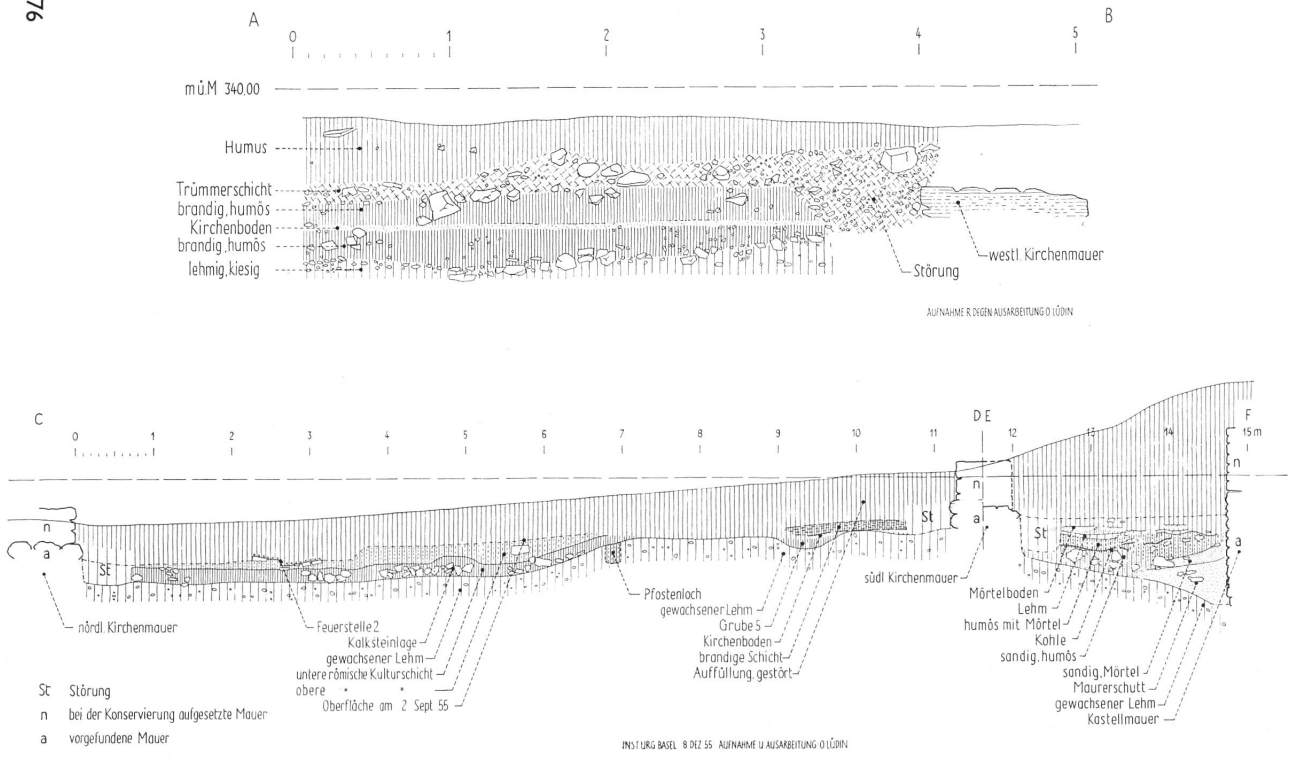 76
A B
0 1 2 3 4 5
m ü.M 340,00
Humus
Trümmerschicht
brandig, humös
Kirchenboden
brandig, humös
lehmig, kiesig
westl. Kirchenmauer
Störung
AUFNAHME R. DEGEN AUSARBEITUNG O LÜDIN
C D E F
0 1 2 3 4 5 6 7 8 9 10 11 12 13 14 15 m
n
a
St
n
a
St
St
n
a
nördl. Kirchenmauer
Feuerstelle 2
Kalksteinlage
gewachsener Lehm
untere römische Kulturschicht
obere " "
Oberfläche am 2 Sept 55
Pfostenloch
gewachsener Lehm
Grube 5
Kirchenboden
brandige Schicht
Auffüllung, gestört
südl Kirchenmauer
Mörtelboden
Lehm
humös mit Mörtel
Kohle
sandig, humös
sandig, Mörtel
Maurerschutt
gewachsener Lehm
Kastellmauer
St Störung
n bei der Konservierung aufgesetzte Mauer
a vorgefundene Mauer
INST URG BASEL 8 DEZ 55 AUFNAHME U AUSARBEITUNG O LÜDIN